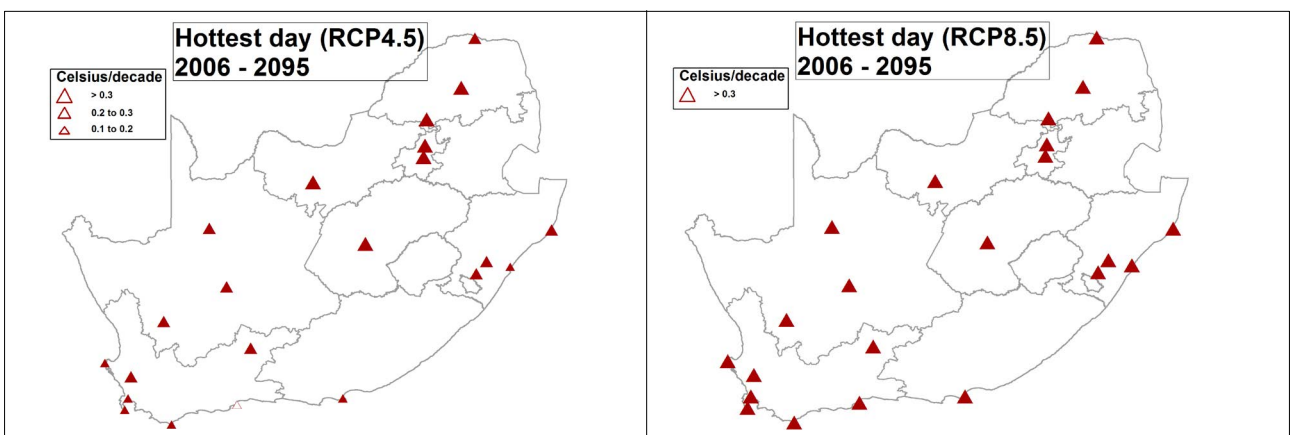 Hottest day (RCP4.5)
2006 - 2095
Celsius/decade
> 0.3
0.2 to 0.3
0.1 to 0.2
Hottest day (RCP8.5)
2006 - 2095
Celsius/decade
> 0.3